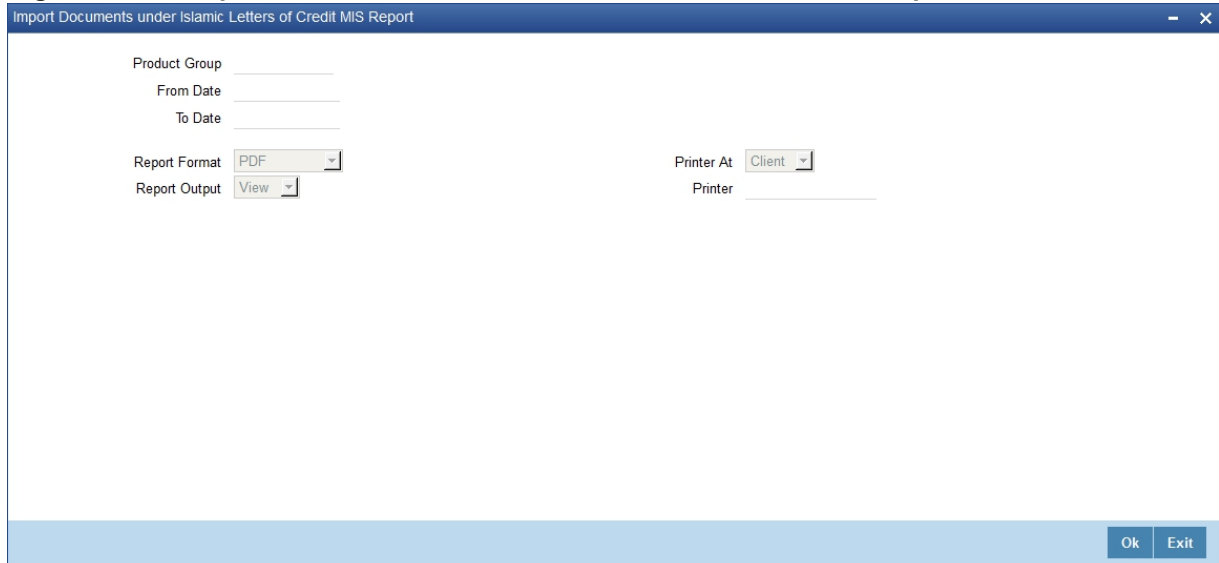 Import Documents under Islamic Letters of Credit MIS Report
Product Group
From Date
To Date
Report Format PDF Printer At Client
Report Output View Printer
Ok Exit